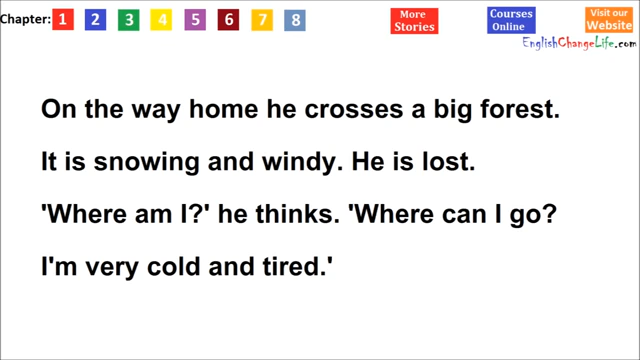 Chapter: 1 2 3 4 5 6 7 8
More
Stories
Courses
Online
Visit our
Website
EnglishChangeLife.com
On the way home he crosses a big forest.
It is snowing and windy. He is lost.
'Where am I?' he thinks. 'Where can I go?
I'm very cold and tired.'